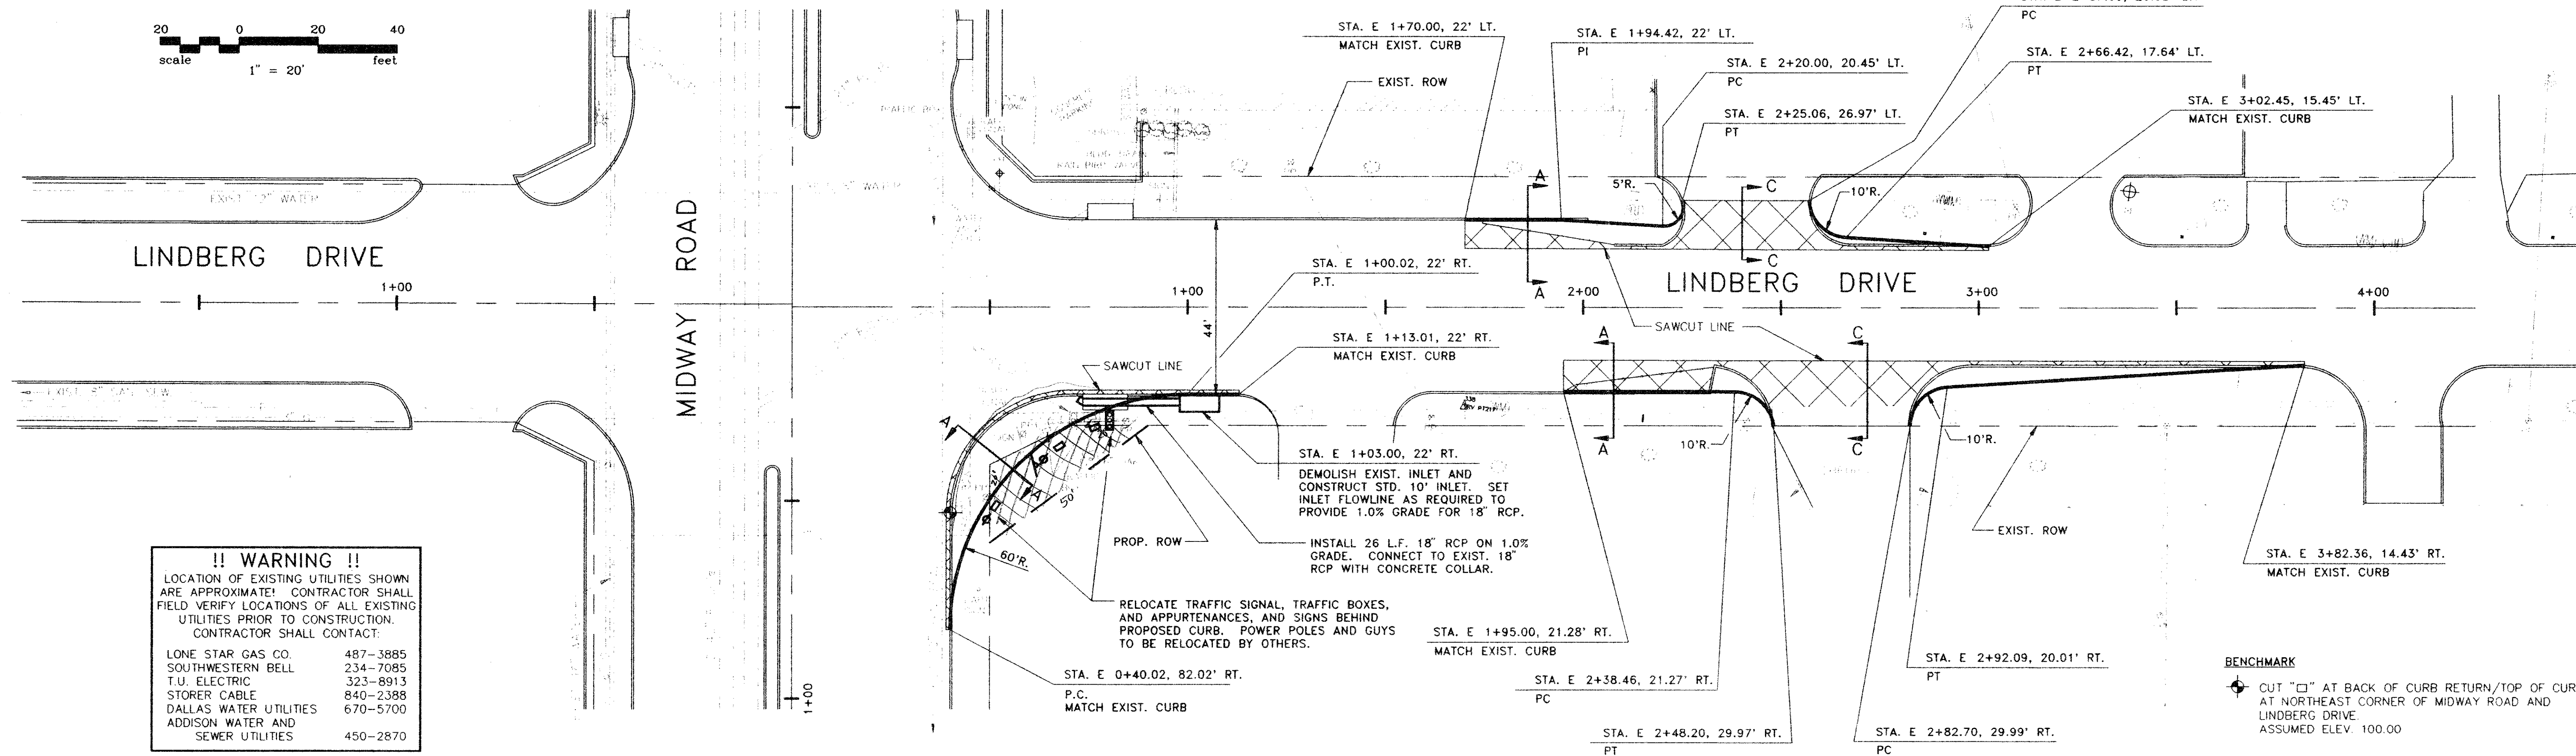 20 0 20 40
scale feet
1" = 20'
EXIST. 12" WATER
LINDBERG DRIVE
1+00
MIDWAY ROAD
1+00
STA. E 1+70.00, 22' LT.
MATCH EXIST. CURB
EXIST. ROW
STA. E 1+94.42, 22' LT.
PI
STA. E 2+20.00, 20.45' LT.
PC
STA. E 2+25.06, 26.97' LT.
PT
PC
STA. E 2+66.42, 17.64' LT.
PT
STA. E 3+02.45, 15.45' LT.
MATCH EXIST. CURB
A
A
5'R.
C
C
10'R.
44'
STA. E 1+00.02, 22' RT.
P.T.
1+00
2+00
LINDBERG DRIVE
3+00
4+00
SAWCUT LINE
STA. E 1+13.01, 22' RT.
MATCH EXIST. CURB
SAWCUT LINE
A
A
A
A
C
C
10'R.
10'R.
50'
60'R.
STA. E 1+03.00, 22' RT.
DEMOLISH EXIST. INLET AND
CONSTRUCT STD. 10' INLET. SET
INLET FLOWLINE AS REQUIRED TO
PROVIDE 1.0% GRADE FOR 18" RCP.
PROP. ROW
INSTALL 26 L.F. 18" RCP ON 1.0%
GRADE. CONNECT TO EXIST. 18"
RCP WITH CONCRETE COLLAR.
RELOCATE TRAFFIC SIGNAL, TRAFFIC BOXES,
AND APPURTENANCES, AND SIGNS BEHIND
PROPOSED CURB. POWER POLES AND GUYS
TO BE RELOCATED BY OTHERS.
STA. E 0+40.02, 82.02' RT.
P.C.
MATCH EXIST. CURB
STA. E 1+95.00, 21.28' RT.
MATCH EXIST. CURB
STA. E 2+38.46, 21.27' RT.
PC
STA. E 2+48.20, 29.97' RT.
PT
STA. E 2+82.70, 29.99' RT.
PC
STA. E 2+92.09, 20.01' RT.
PT
EXIST. ROW
STA. E 3+82.36, 14.43' RT.
MATCH EXIST. CURB
!! WARNING !!
LOCATION OF EXISTING UTILITIES SHOWN
ARE APPROXIMATE! CONTRACTOR SHALL
FIELD VERIFY LOCATIONS OF ALL EXISTING
UTILITIES PRIOR TO CONSTRUCTION.
CONTRACTOR SHALL CONTACT:
LONE STAR GAS CO. 487-3885
SOUTHWESTERN BELL 234-7085
T.U. ELECTRIC 323-8913
STORER CABLE 840-2388
DALLAS WATER UTILITIES 670-5700
ADDISON WATER AND
SEWER UTILITIES 450-2870
BENCHMARK
CUT "□" AT BACK OF CURB RETURN/TOP OF CUR
AT NORTHEAST CORNER OF MIDWAY ROAD AND
LINDBERG DRIVE.
ASSUMED ELEV. 100.00